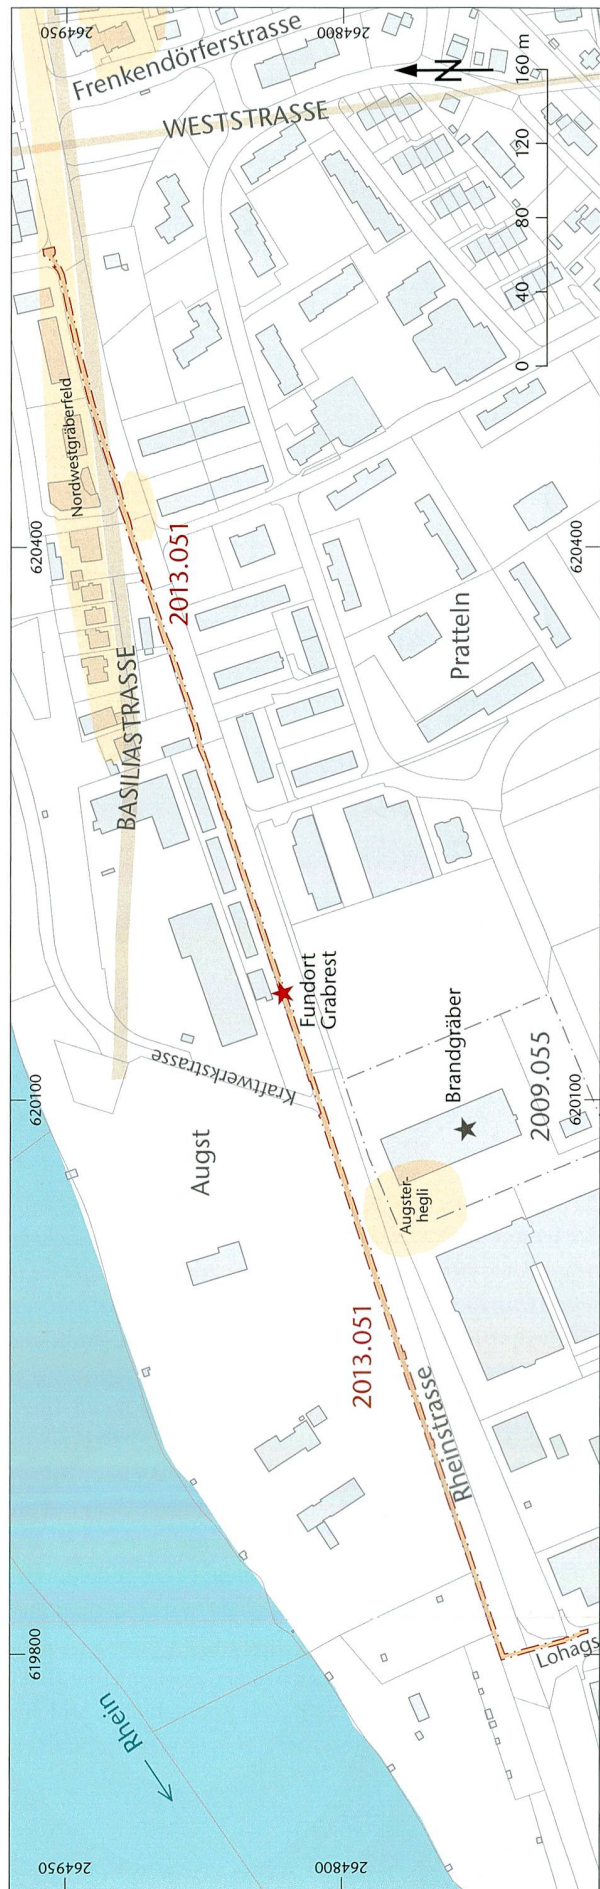 264950
264800
Frenkendörferstrasse
WESTSTRASSE
N
0 40 80 120 160 m
Nordwestgräberfeld
2013.051
620400
620400
BASILIASTRASSE
Pratteln
Fundort
Grabrest
Kraftwerkstrasse
620100
620100
Augst
Brandgräber
2009.055
Augster-
hegli
2013.051
Rheinstrasse
619800
Lohags
Rhein
264950
264800